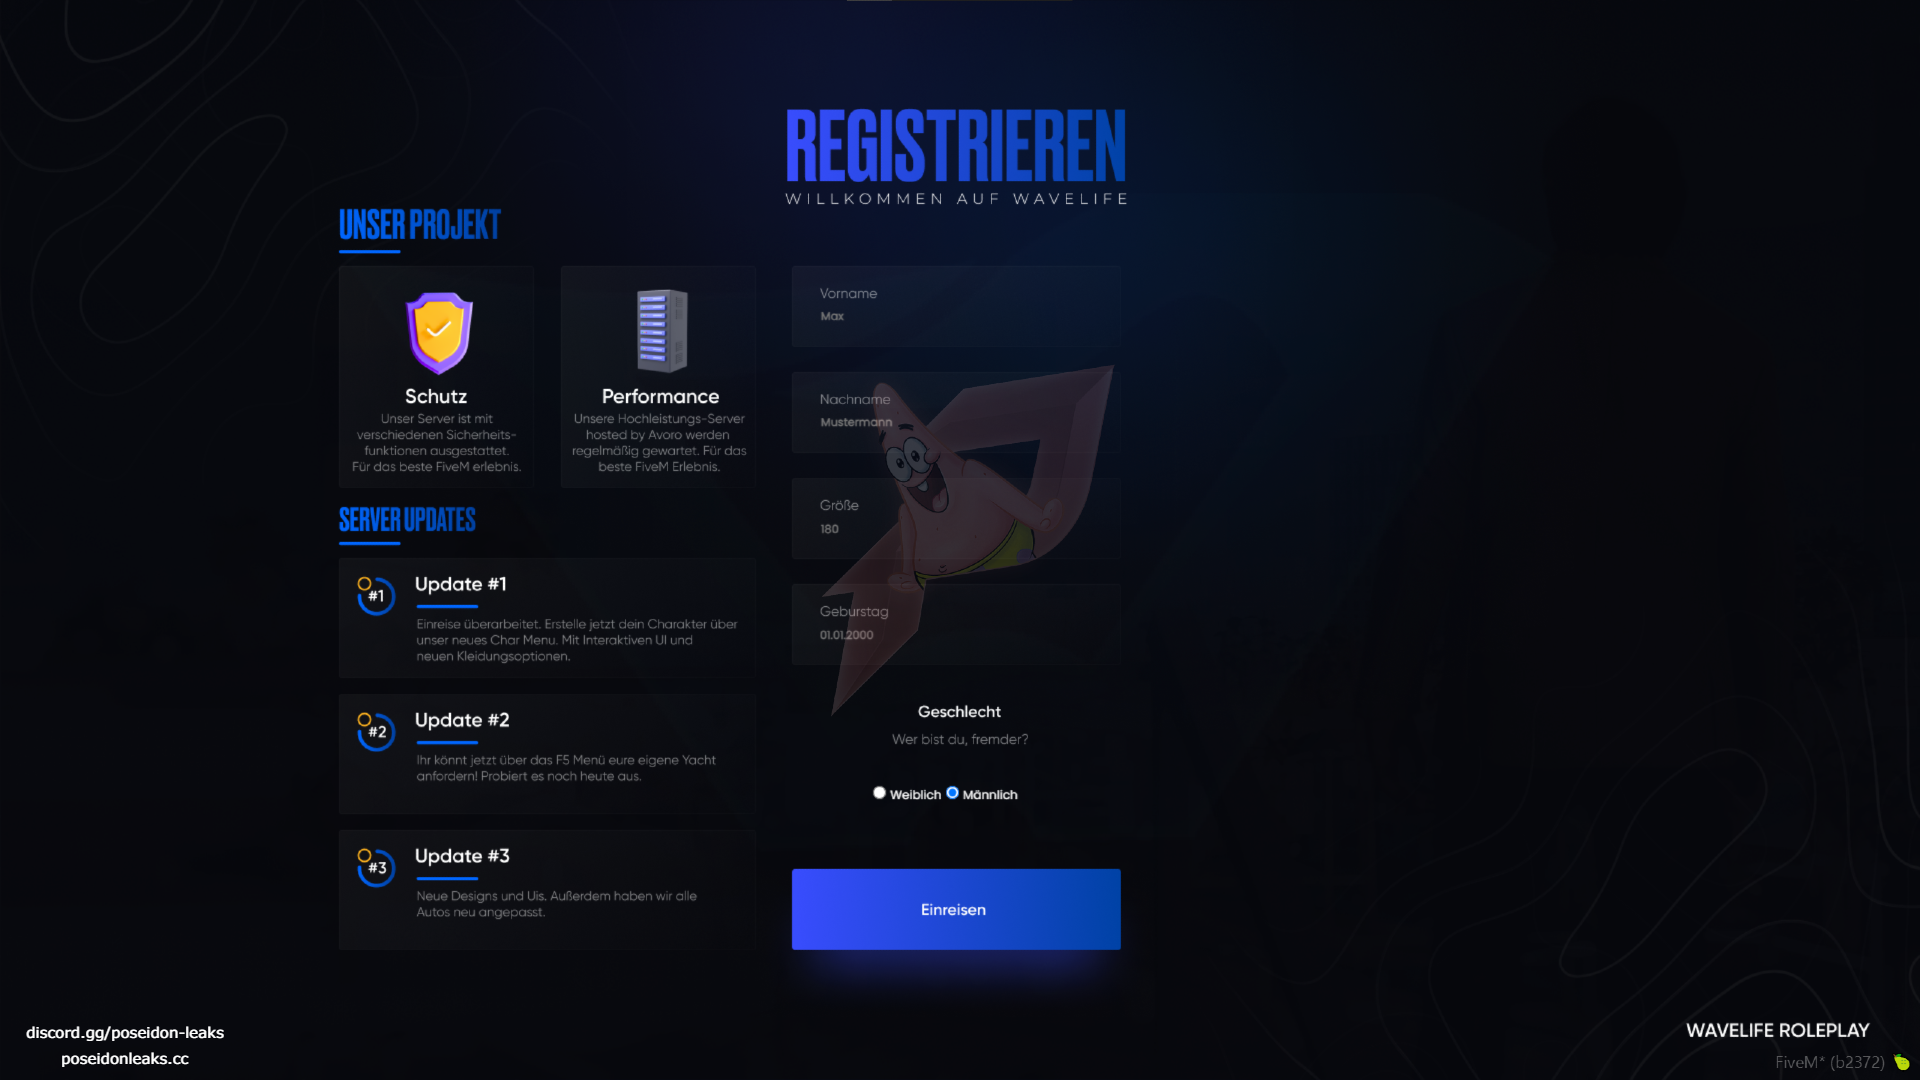 REGISTRIEREN
WILLKOMMEN AUF WAVELIFE
UNSER PROJEKT
Schutz
Unser Server ist mit
verschiedenen Sicherheits-
funktionen ausgestattet.
Für das beste FiveM erlebnis.
Performance
Unsere Hochleistungs-Server
hosted by Avoro werden
regelmäßig gewartet. Für das
beste FiveM Erlebnis.
SERVER UPDATES
#1
Update #1
Einreise überarbeitet. Erstelle jetzt dein Charakter über
unser neues Char Menu. Mit Interaktiven UI und
neuen Kleidungsoptionen.
#2
Update #2
Ihr könnt jetzt über das F5 Menü eure eigene Yacht
anfordern! Probiert es noch heute aus.
#3
Update #3
Neue Designs und Uis. Außerdem haben wir alle
Autos neu angepasst.
Vorname
Max
Nachname
Mustermann
Größe
180
Geburstag
01.01.2000
Geschlecht
Wer bist du, fremder?
Weiblich Männlich
Einreisen
discord.gg/poseidon-leaks
poseidonleaks.cc
WAVELIFE ROLEPLAY
FiveM* (b2372)